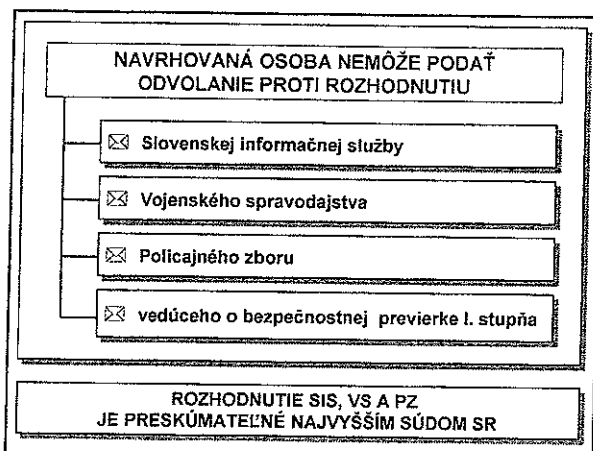 NAVRHOVANÁ OSOBA NEMÔŽE PODAŤ
ODVOLANIE PROTI ROZHODNUTIU
Slovenskej informačnej služby
Vojenského spravodajstva
Policajného zboru
vedúceho o bezpečnostnej previerke I. stupňa
ROZHODNUTIE SIS, VS A PZ
JE PRESKÚMATEĽNÉ NAJVYŠŠÍM SÚDOM SR